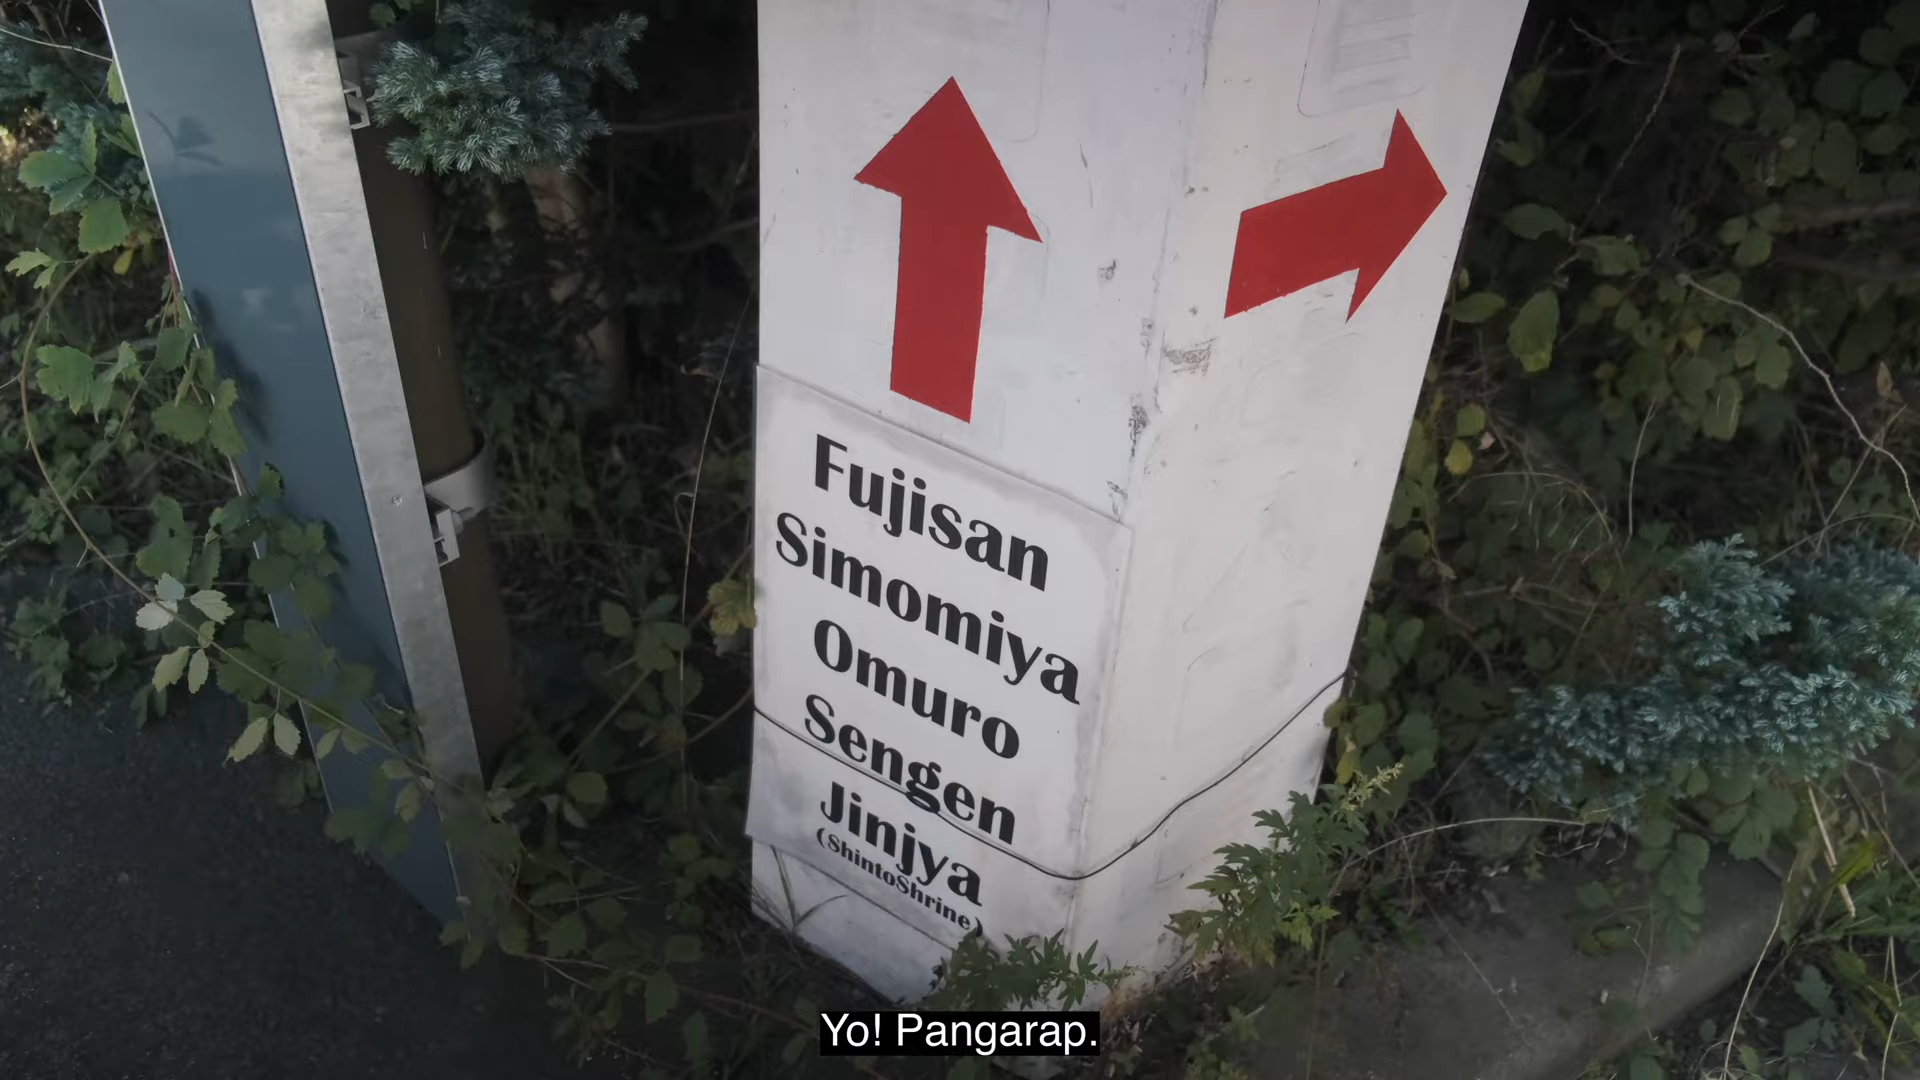 Fujisan
Simomiya
Omuro
Sengen
Jinjya
(ShintoShrine)
Yo! Pangarap.